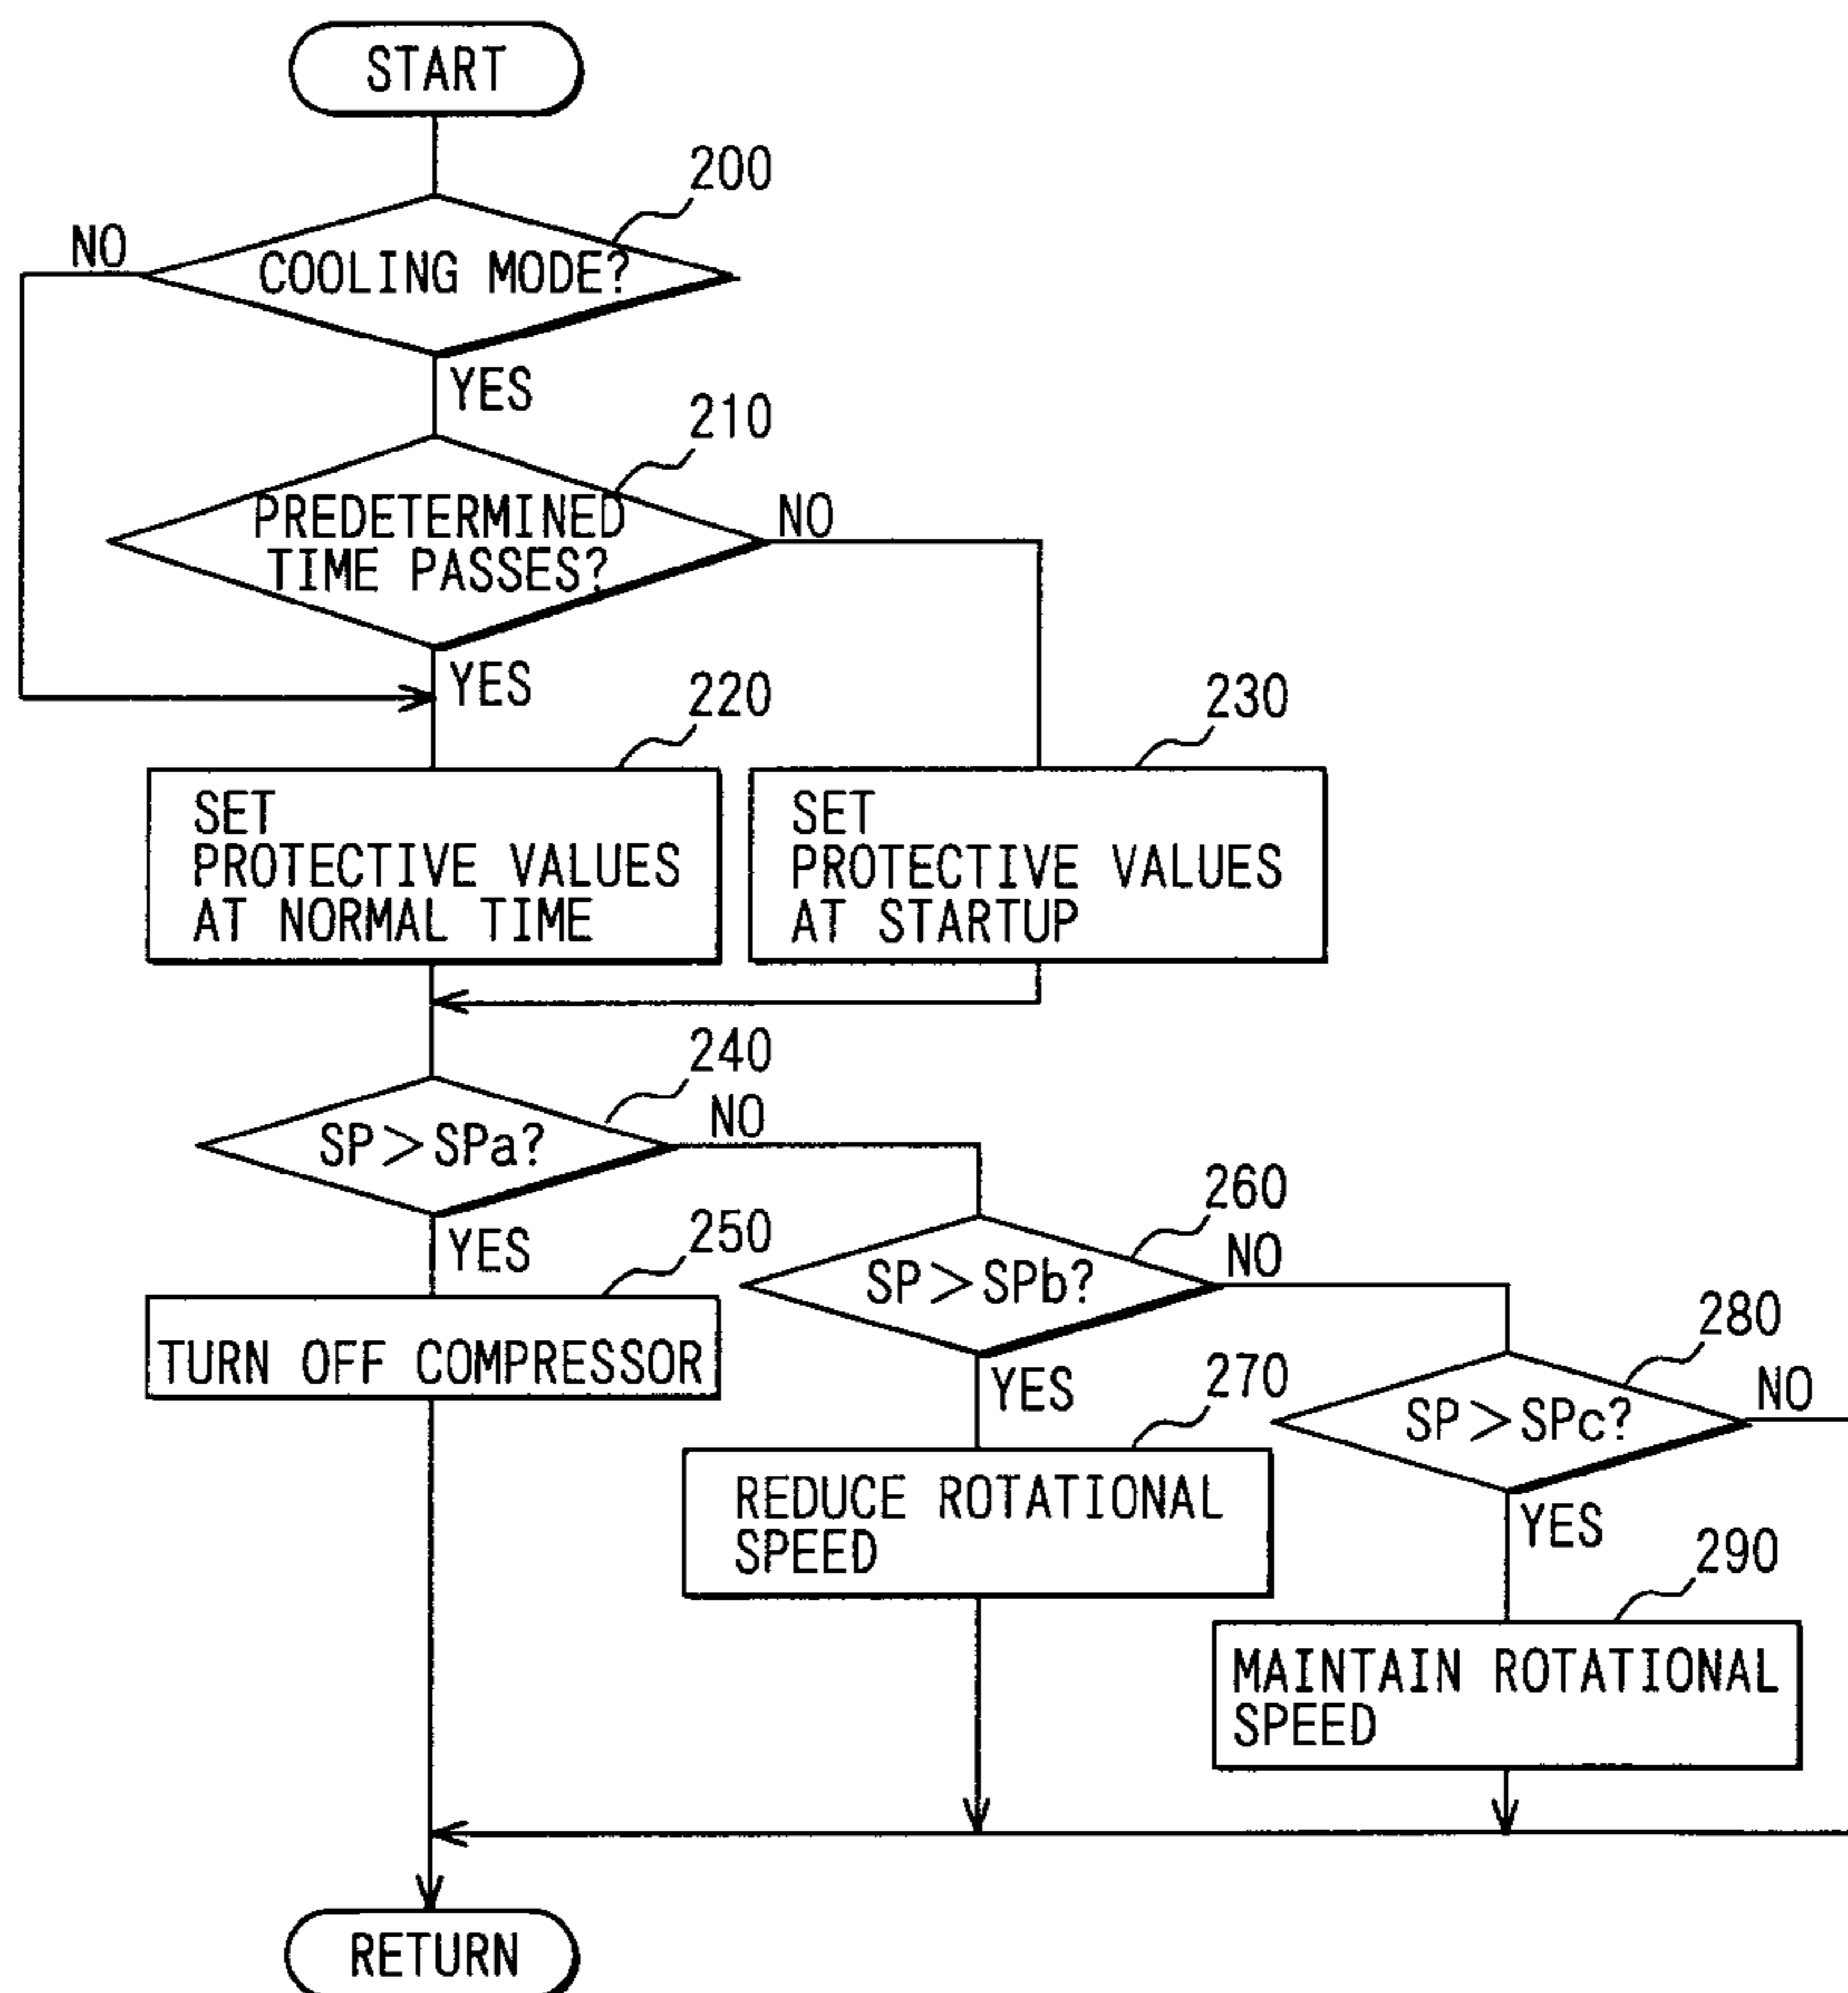 START
200
NO
COOLING MODE?
YES
210
PREDETERMINED
TIME PASSES?
NO
YES
220
230
SET
PROTECTIVE VALUES
AT NORMAL TIME
SET
PROTECTIVE VALUES
AT STARTUP
240
SP>SPa?
NO
YES
250
TURN OFF COMPRESSOR
260
SP>SPb?
NO
YES
270
REDUCE ROTATIONAL
SPEED
280
SP>SPc?
NO
YES
290
MAINTAIN ROTATIONAL
SPEED
RETURN